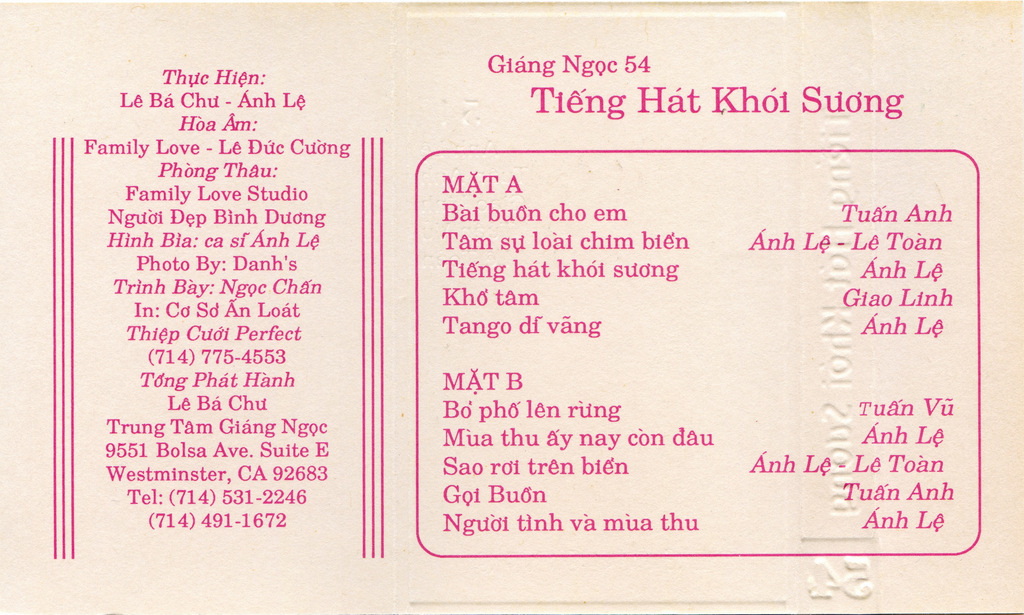 Thực Hiện:
Lê Bá Chư - Ánh Lệ
Hòa Âm:
Family Love - Lê Đức Cường
Phòng Thâu:
Family Love Studio
Người Đẹp Bình Dương
Hình Bìa: ca sĩ Ánh Lệ
Photo By: Danh's
Trình Bày: Ngọc Chấn
In: Cơ Sở Ấn Loát
Thiệp Cưới Perfect
(714) 775-4553
Tổng Phát Hành
Lê Bá Chư
Trung Tâm Giáng Ngọc
9551 Bolsa Ave. Suite E
Westminster, CA 92683
Tel: (714) 531-2246
(714) 491-1672
Giáng Ngọc 54
Tiếng Hát Khói Sương
MẶT A
Bài buồn cho em Tuấn Anh
Tâm sự loài chim biển Ánh Lệ - Lê Toàn
Tiếng hát khói sương Ánh Lệ
Khổ tâm Giao Linh
Tango dĩ vãng Ánh Lệ
MẶT B
Bỏ phố lên rừng Tuấn Vũ
Mùa thu ấy nay còn đâu Ánh Lệ
Sao rơi trên biển Ánh Lệ - Lê Toàn
Gọi Buồn Tuấn Anh
Người tình và mùa thu Ánh Lệ
Tiếng Hát Khói Sương
54